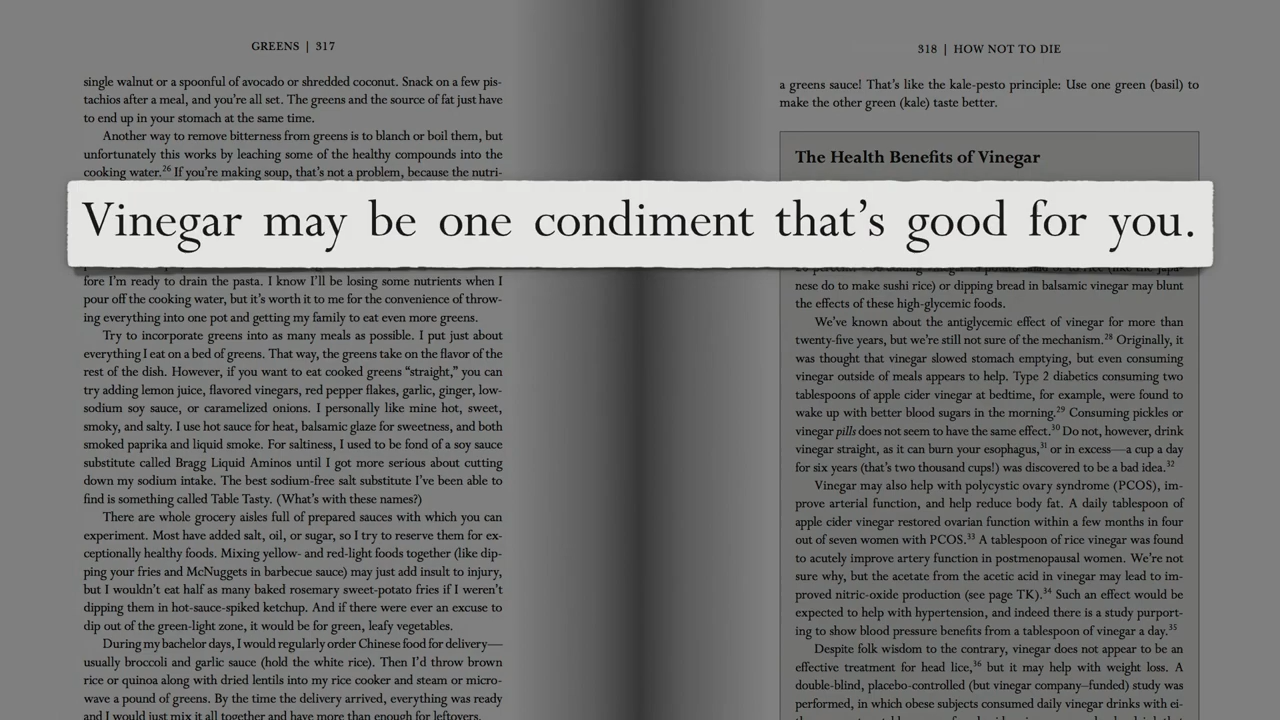 GREENS | 317
single walnut or a spoonful of avocado or shredded coconut. Snack on a few pis-
tachios after a meal, and you're all set. The greens and the source of fat just have
to end up in your stomach at the same time.
Another way to remove bitterness from greens is to blanch or boil them, but
unfortunately this works by leaching some of the healthy compounds into the
cooking water.26 If you're making soup, that's not a problem, because the nutri-
Vinegar may be one condiment that's good for you.
fore I'm ready to drain the pasta. I know I'll be losing some nutrients when I
pour off the cooking water, but it's worth it to me for the convenience of throw-
ing everything into one pot and getting my family to eat even more greens.
Try to incorporate greens into as many meals as possible. I put just about
everything I eat on a bed of greens. That way, the greens take on the flavor of the
rest of the dish. However, if you want to eat cooked greens “straight,” you can
try adding lemon juice, flavored vinegars, red pepper flakes, garlic, ginger, low-
sodium soy sauce, or caramelized onions. I personally like mine hot, sweet,
smoky, and salty. I use hot sauce for heat, balsamic glaze for sweetness, and both
smoked paprika and liquid smoke. For saltiness, I used to be fond of a soy sauce
substitute called Bragg Liquid Aminos until I got more serious about cutting
down my sodium intake. The best sodium-free salt substitute I've been able to
find is something called Table Tasty. (What's with these names?)
There are whole grocery aisles full of prepared sauces with which you can
experiment. Most have added salt, oil, or sugar, so I try to reserve them for ex-
ceptionally healthy foods. Mixing yellow- and red-light foods together (like dip-
ping your fries and McNuggets in barbecue sauce) may just add insult to injury,
but I wouldn't eat half as many baked rosemary sweet-potato fries if I weren't
dipping them in hot-sauce-spiked ketchup. And if there were ever an excuse to
dip out of the green-light zone, it would be for green, leafy vegetables.
During my bachelor days, I would regularly order Chinese food for delivery—
usually broccoli and garlic sauce (hold the white rice). Then I'd throw brown
rice or quinoa along with dried lentils into my rice cooker and steam or micro-
wave a pound of greens. By the time the delivery arrived, everything was ready
and I would just mix it all together and have more than enough for leftovers.
318 | HOW NOT TO DIE
a greens sauce! That's like the kale-pesto principle: Use one green (basil) to
make the other green (kale) taste better.
The Health Benefits of Vinegar
nese do to make sushi rice) or dipping bread in balsamic vinegar may blunt
the effects of these high-glycemic foods.
We've known about the antiglycemic effect of vinegar for more than
twenty-five years, but we're still not sure of the mechanism.28 Originally, it
was thought that vinegar slowed stomach emptying, but even consuming
vinegar outside of meals appears to help. Type 2 diabetics consuming two
tablespoons of apple cider vinegar at bedtime, for example, were found to
wake up with better blood sugars in the morning.29 Consuming pickles or
vinegar pills does not seem to have the same effect.30 Do not, however, drink
vinegar straight, as it can burn your esophagus,31 or in excess—a cup a day
for six years (that's two thousand cups!) was discovered to be a bad idea.32
Vinegar may also help with polycystic ovary syndrome (PCOS), im-
prove arterial function, and help reduce body fat. A daily tablespoon of
apple cider vinegar restored ovarian function within a few months in four
out of seven women with PCOS.33 A tablespoon of rice vinegar was found
to acutely improve artery function in postmenopausal women. We're not
sure why, but the acetate from the acetic acid in vinegar may lead to im-
proved nitric-oxide production (see page TK).34 Such an effect would be
expected to help with hypertension, and indeed there is a study purport-
ing to show blood pressure benefits from a tablespoon of vinegar a day.35
Despite folk wisdom to the contrary, vinegar does not appear to be an
effective treatment for head lice,36 but it may help with weight loss. A
double-blind, placebo-controlled (but vinegar company–funded) study was
performed, in which obese subjects consumed daily vinegar drinks with ei-